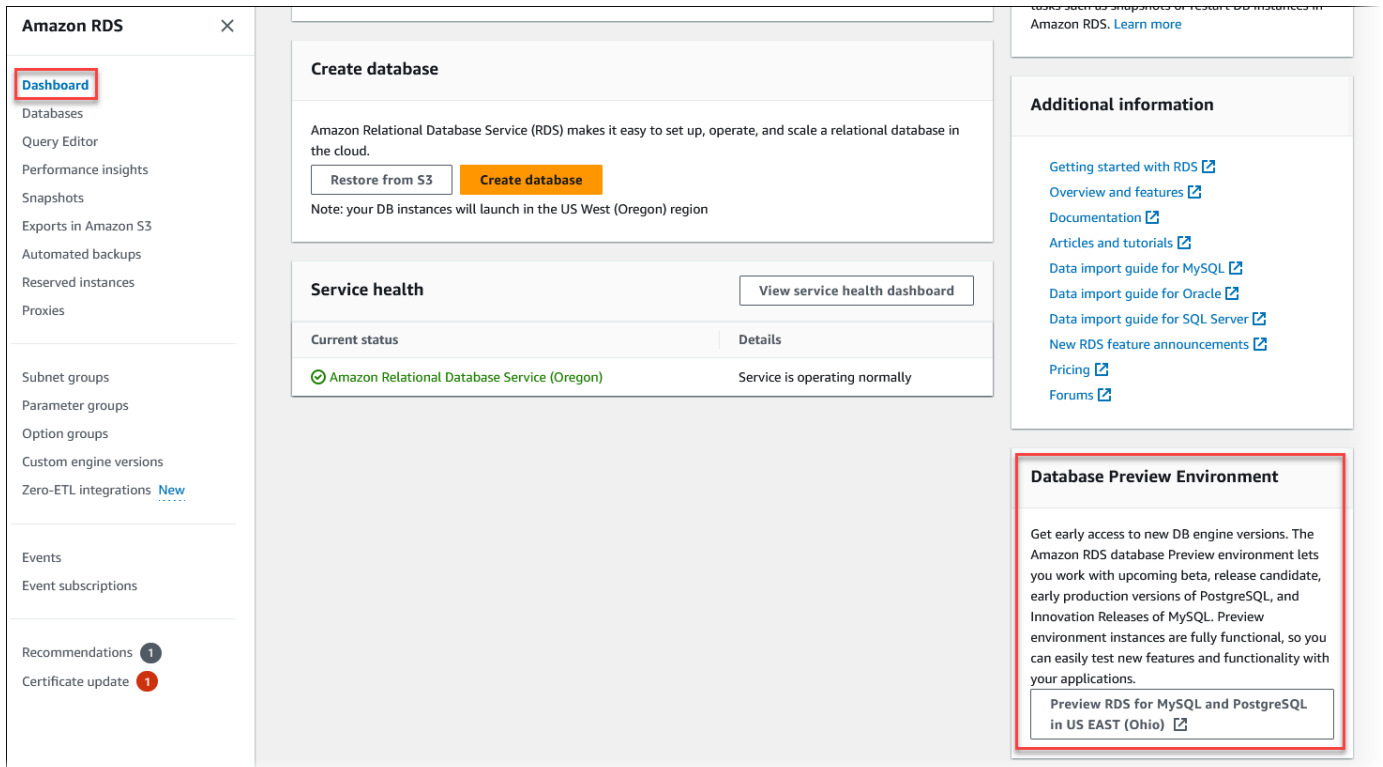 Amazon RDS
Dashboard
Databases
Query Editor
Performance insights
Snapshots
Exports in Amazon S3
Automated backups
Reserved instances
Proxies
Subnet groups
Parameter groups
Option groups
Custom engine versions
Zero-ETL integrations New
Events
Event subscriptions
Recommendations 1
Certificate update 1
Create database
Amazon Relational Database Service (RDS) makes it easy to set up, operate, and scale a relational database in
the cloud.
Restore from S3 Create database
Note: your DB instances will launch in the US West (Oregon) region
Service health View service health dashboard
Current status Details
Amazon Relational Database Service (Oregon) Service is operating normally
tasks such as snapshots or restart DB instances in
Amazon RDS. Learn more
Additional information
Getting started with RDS
Overview and features
Documentation
Articles and tutorials
Data import guide for MySQL
Data import guide for Oracle
Data import guide for SQL Server
New RDS feature announcements
Pricing
Forums
Database Preview Environment
Get early access to new DB engine versions. The
Amazon RDS database Preview environment lets
you work with upcoming beta, release candidate,
early production versions of PostgreSQL, and
Innovation Releases of MySQL. Preview
environment instances are fully functional, so you
can easily test new features and functionality with
your applications.
Preview RDS for MySQL and PostgreSQL
in US EAST (Ohio)